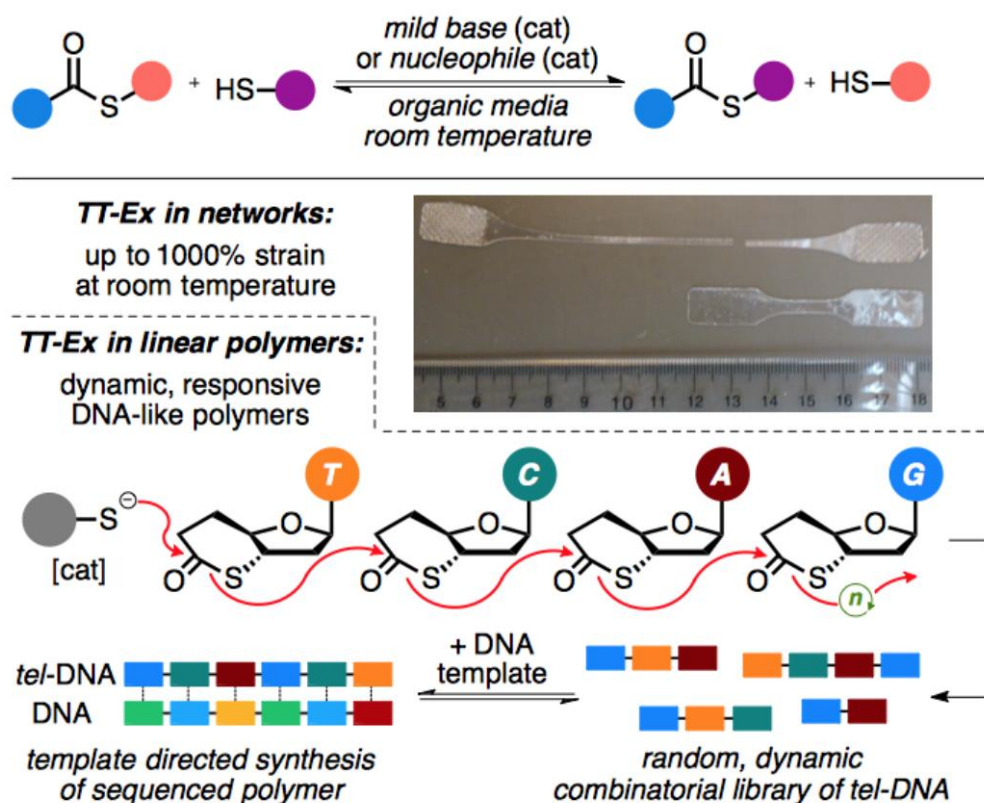 O
S
+
HS
mild base (cat)
or nucleophile (cat)
organic media
room temperature
O
S
+
HS
TT-Ex in networks:
up to 1000% strain
at room temperature
TT-Ex in linear polymers:
dynamic, responsive
DNA-like polymers
5 6 7 8 9 10 11 12 13 14 15 16 17 18
T C A G
S⊖
[cat]
O O O O
O S O S O S O S
n
tel-DNA
DNA
+ DNA
template
template directed synthesis
of sequenced polymer
random, dynamic
combinatorial library of tel-DNA